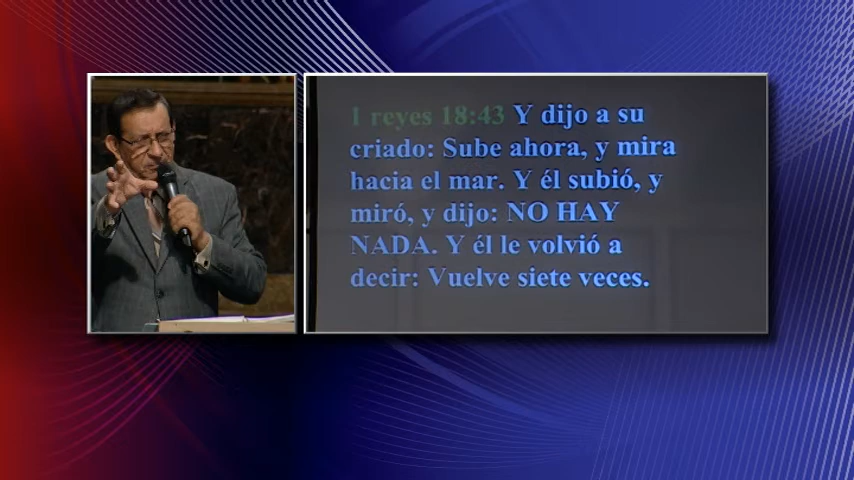 1 reyes 18:43 Y dijo a su
criado: Sube ahora, y mira
hacia el mar. Y él subió, y
miró, y dijo: NO HAY
NADA. Y él le volvió a
decir: Vuelve siete veces.